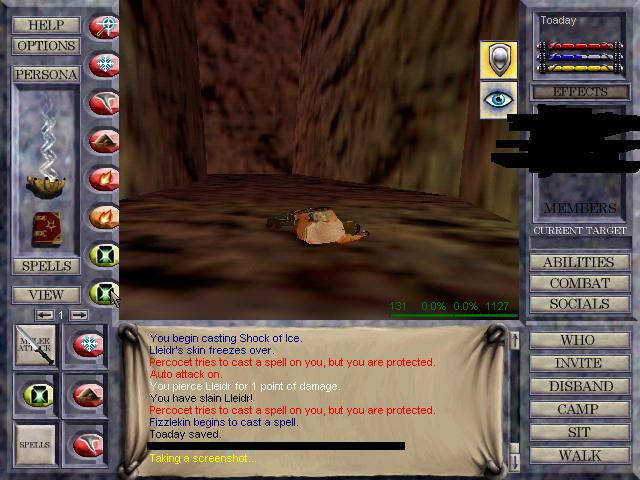 HELP
OPTIONS
PERSONA
SPELLS
VIEW
1
MELEE ATTACK
SPELLS
131 0.0% 0.0% 1127
You begin casting Shock of Ice.
Lleidr's skin freezes over.
Percocet tries to cast a spell on you, but you are protected.
Auto attack on.
You pierce Lleidr for 1 point of damage.
You have slain Lleidr!
Percocet tries to cast a spell on you, but you are protected.
Fizzlekin begins to cast a spell.
Toaday saved.
Taking a screenshot...
Toaday
EFFECTS
MEMBERS
CURRENT TARGET
ABILITIES
COMBAT
SOCIALS
WHO
INVITE
DISBAND
CAMP
SIT
WALK